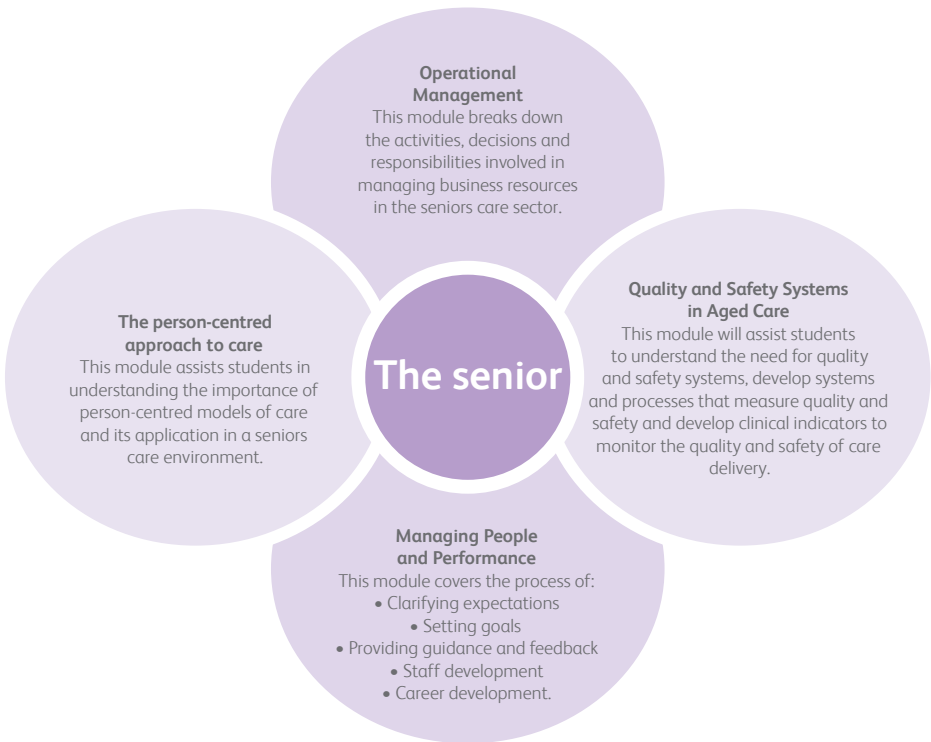 Operational
Management
This module breaks down
the activities, decisions and
responsibilities involved in
managing business resources
in the seniors care sector.
The person-centred
approach to care
This module assists students in
understanding the importance of
person-centred models of care
and its application in a seniors
care environment.
The senior
Quality and Safety Systems
in Aged Care
This module will assist students
to understand the need for quality
and safety systems, develop systems
and processes that measure quality and
safety and develop clinical indicators to
monitor the quality and safety of care
delivery.
Managing People
and Performance
This module covers the process of:
• Clarifying expectations
• Setting goals
• Providing guidance and feedback
• Staff development
• Career development.